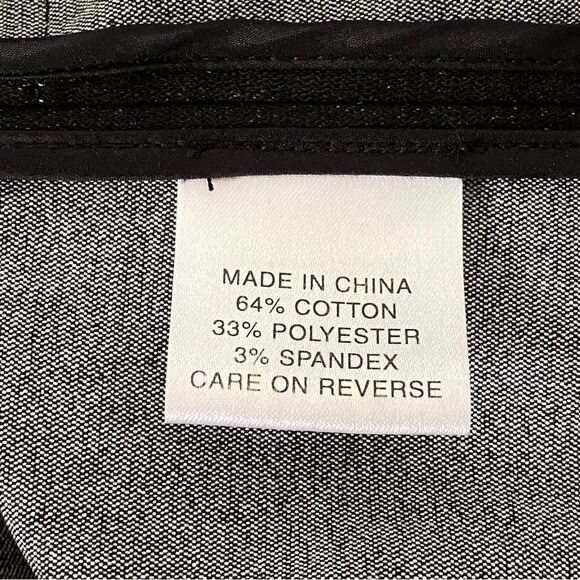 MADE IN CHINA
64% COTTON
33% POLYESTER
3% SPANDEX
CARE ON REVERSE